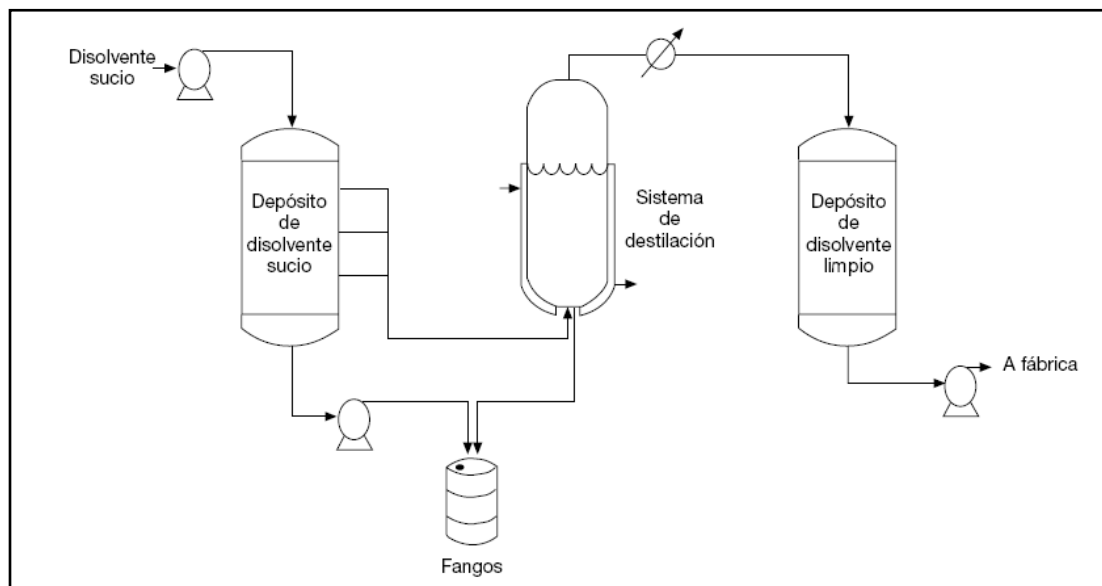 Disolvente
sucio
Depósito
de
disolvente
sucio
Sistema
de
destilación
Depósito
de
disolvente
limpio
A fábrica
Fangos